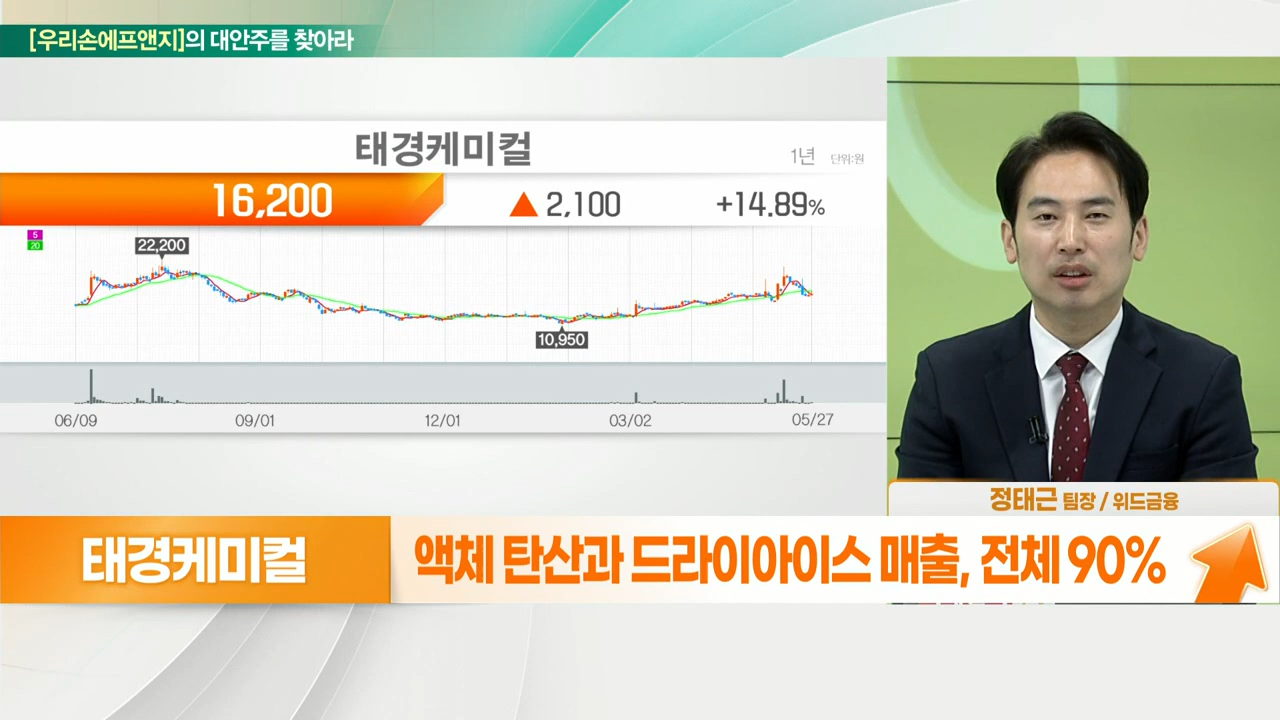 [우리손에프앤지]의 대안주를 찾아라
태경케미컬
1년 단위:원
16,200 ▲ 2,100 +14.89%
5
20
22,200
10,950
06/09 09/01 12/01 03/02 05/27
정태근 팀장 / 위드금융
태경케미컬 액체 탄산과 드라이아이스 매출, 전체 90%